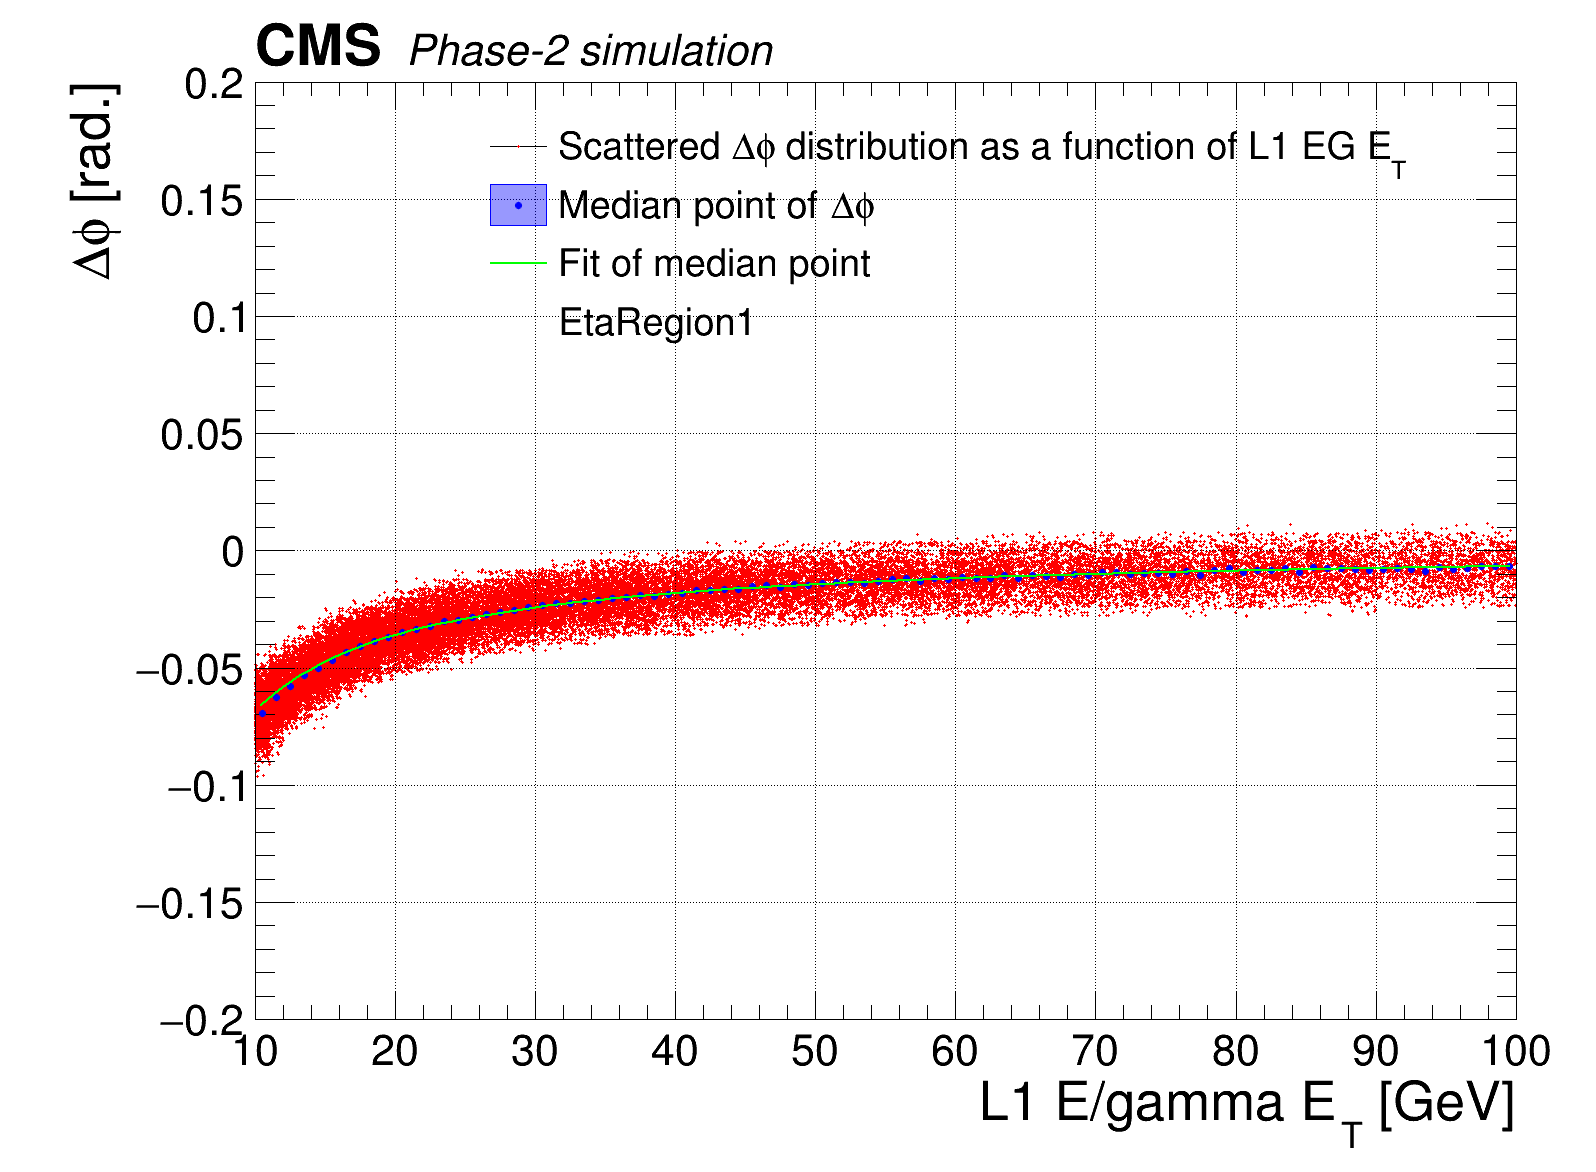 CMS Phase-2 simulation
Δϕ [rad.]
0.2
0.15
0.1
0.05
0
−0.05
−0.1
−0.15
−0.2
Scattered Δϕ distribution as a function of L1 EG E_T
Median point of Δϕ
Fit of median point
EtaRegion1
10 20 30 40 50 60 70 80 90 100
L1 E/gamma E_T [GeV]